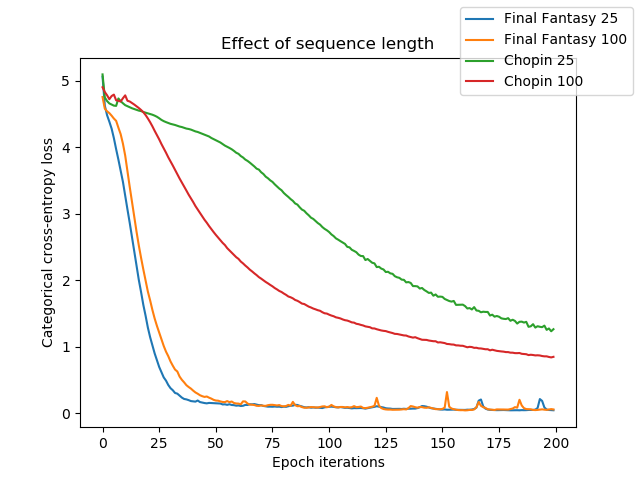 Effect of sequence length
Final Fantasy 25
Final Fantasy 100
Chopin 25
Chopin 100
Categorical cross-entropy loss
5
4
3
2
1
0
0 25 50 75 100 125 150 175 200
Epoch iterations